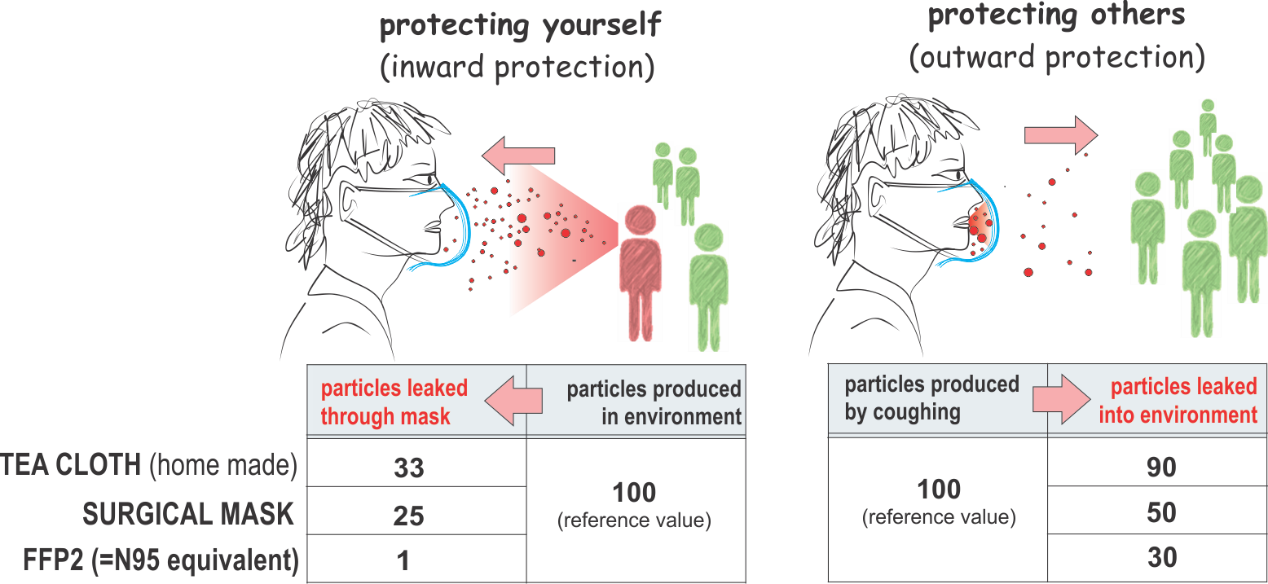 protecting yourself
(inward protection)
protecting others
(outward protection)
particles leaked
through mask
particles produced
in environment
particles produced
by coughing
particles leaked
into environment
TEA CLOTH (home made)
33
100
(reference value)
100
(reference value)
90
SURGICAL MASK
25
50
FFP2 (=N95 equivalent)
1
30